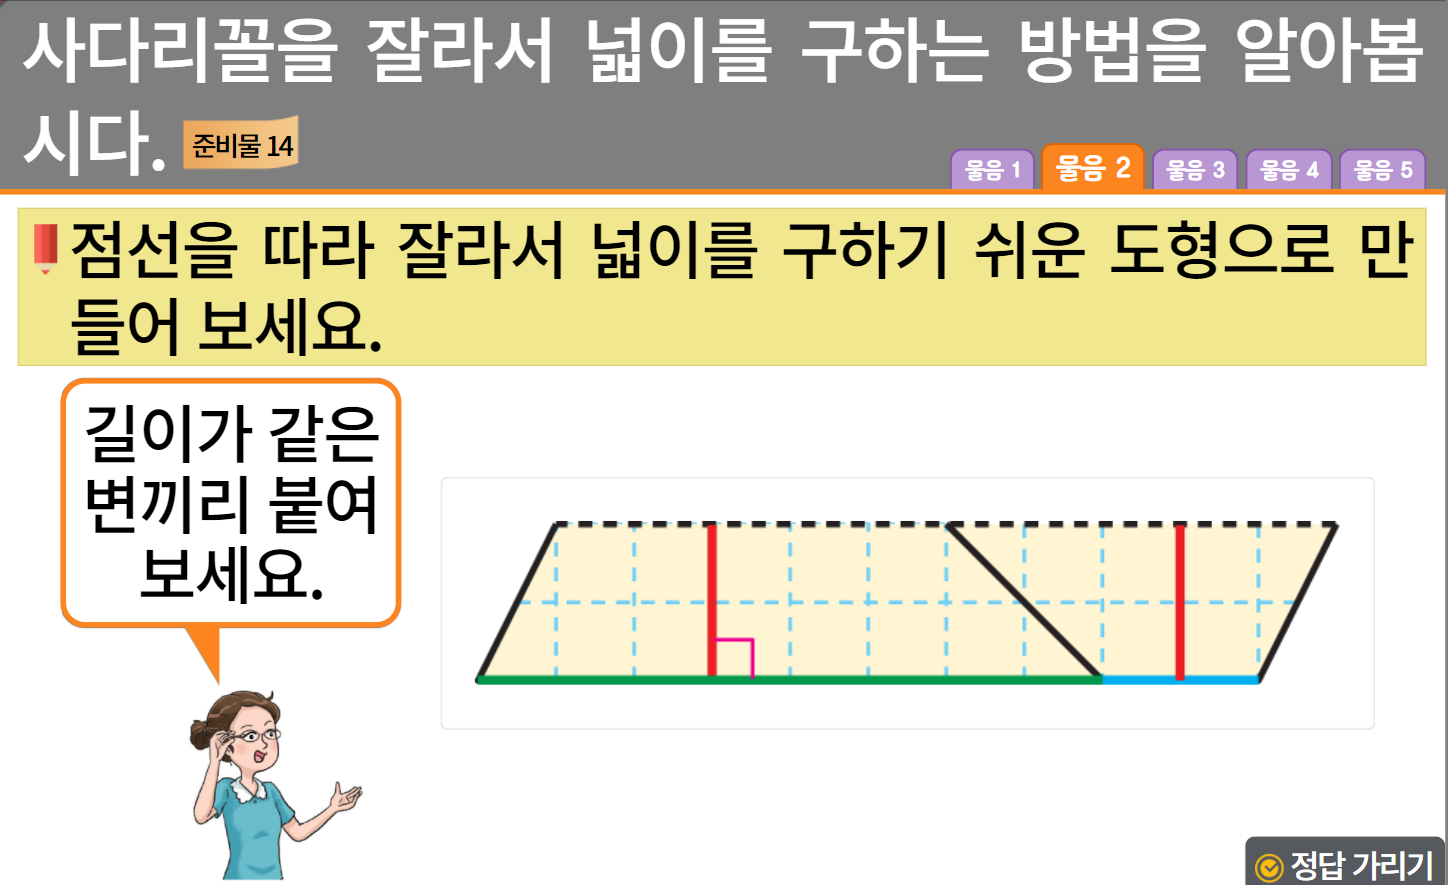 사다리꼴을 잘라서 넓이를 구하는 방법을 알아봅
시다. 준비물 14
물음 1 물음 2 물음 3 물음 4 물음 5
점선을 따라 잘라서 넓이를 구하기 쉬운 도형으로 만
들어 보세요.
길이가 같은
변끼리 붙여
보세요.
정답 가리기